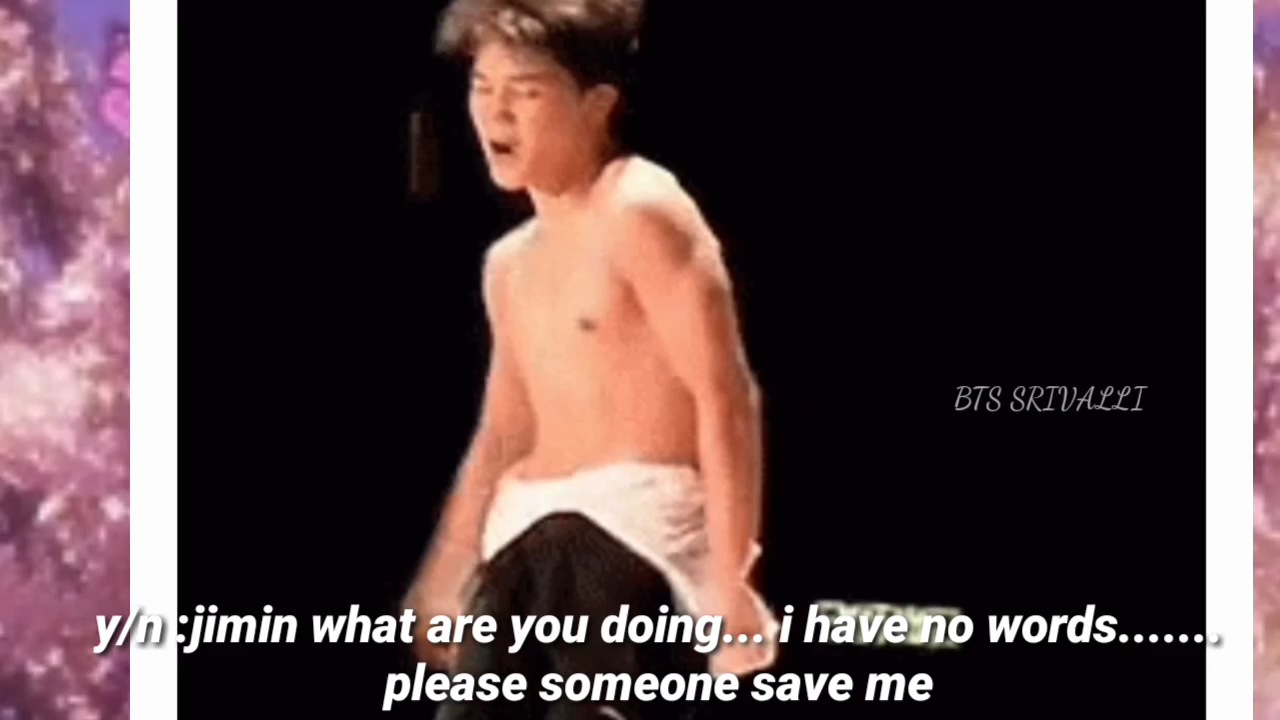 BTS SRIVALLI
y/n :jimin what are you doing... i have no words.......
please someone save me